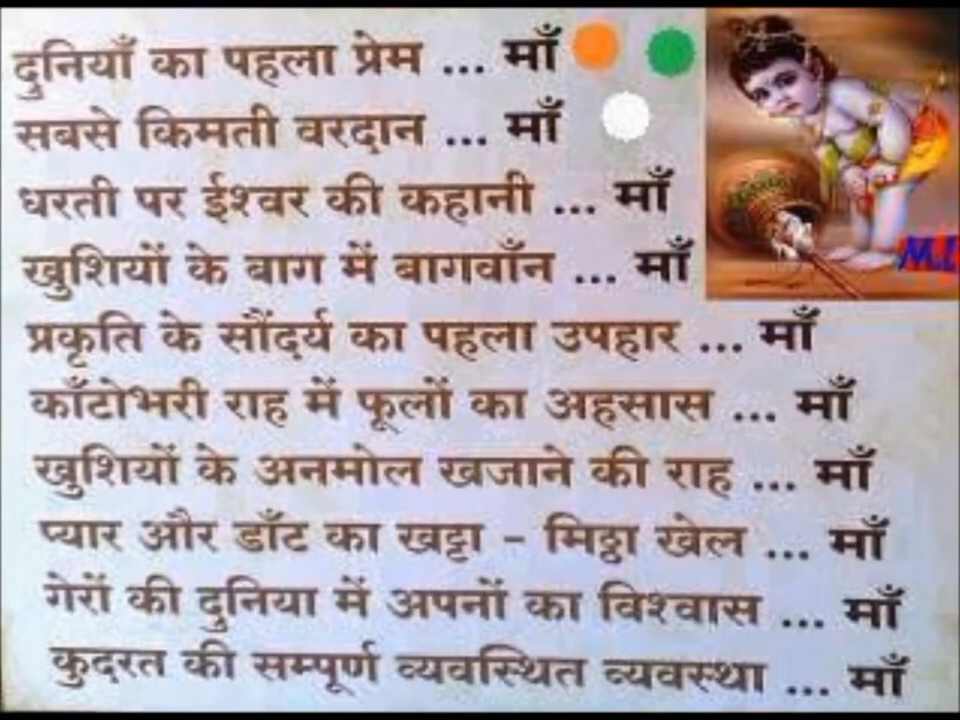 दुनियाँ का पहला प्रेम ... माँ
सबसे किमती वरदान ... माँ
धरती पर ईश्वर की कहानी ... माँ
खुशियों के बाग में बागवाँन ... माँ
प्रकृति के सौंदर्य का पहला उपहार ... माँ
काँटोभरी राह में फूलों का अहसास ... माँ
खुशियों के अनमोल खजाने की राह ... माँ
प्यार और डाँट का खट्टा - मिठ्ठा खेल ... माँ
गेरों की दुनिया में अपनों का विश्वास ... माँ
कुदरत की सम्पूर्ण व्यवस्थित व्यवस्था ... माँ